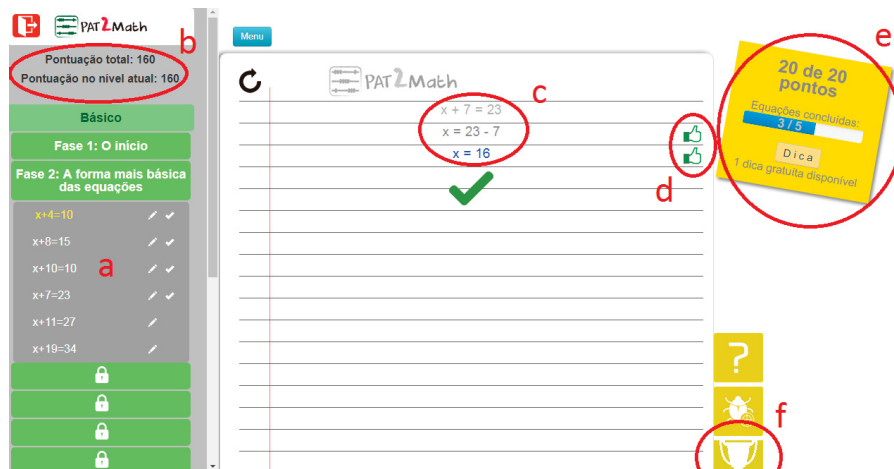 PAT2Math
b
Pontuação total: 160
Pontuação no nível atual: 160
Básico
Fase 1: O início
Fase 2: A forma mais básica
das equações
x+4=10
x+8=15
a
x+10=10
x+7=23
x+11=27
x+19=34
Menu
PAT2Math
c
x + 7 = 23
x = 23 - 7
x = 16
d
e
20 de 20
pontos
Equações concluídas:
3 / 5
Dica
1 dica gratuita disponível
?
f